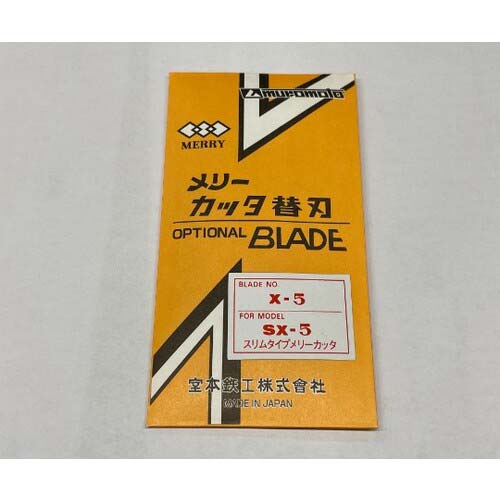 muromoto
MERRY
メリー
カッタ替刃
OPTIONAL BLADE
BLADE NO.
X-5
FOR MODEL
SX-5
スリムタイプメリーカッタ
室本鉄工株式會社
MADE IN JAPAN